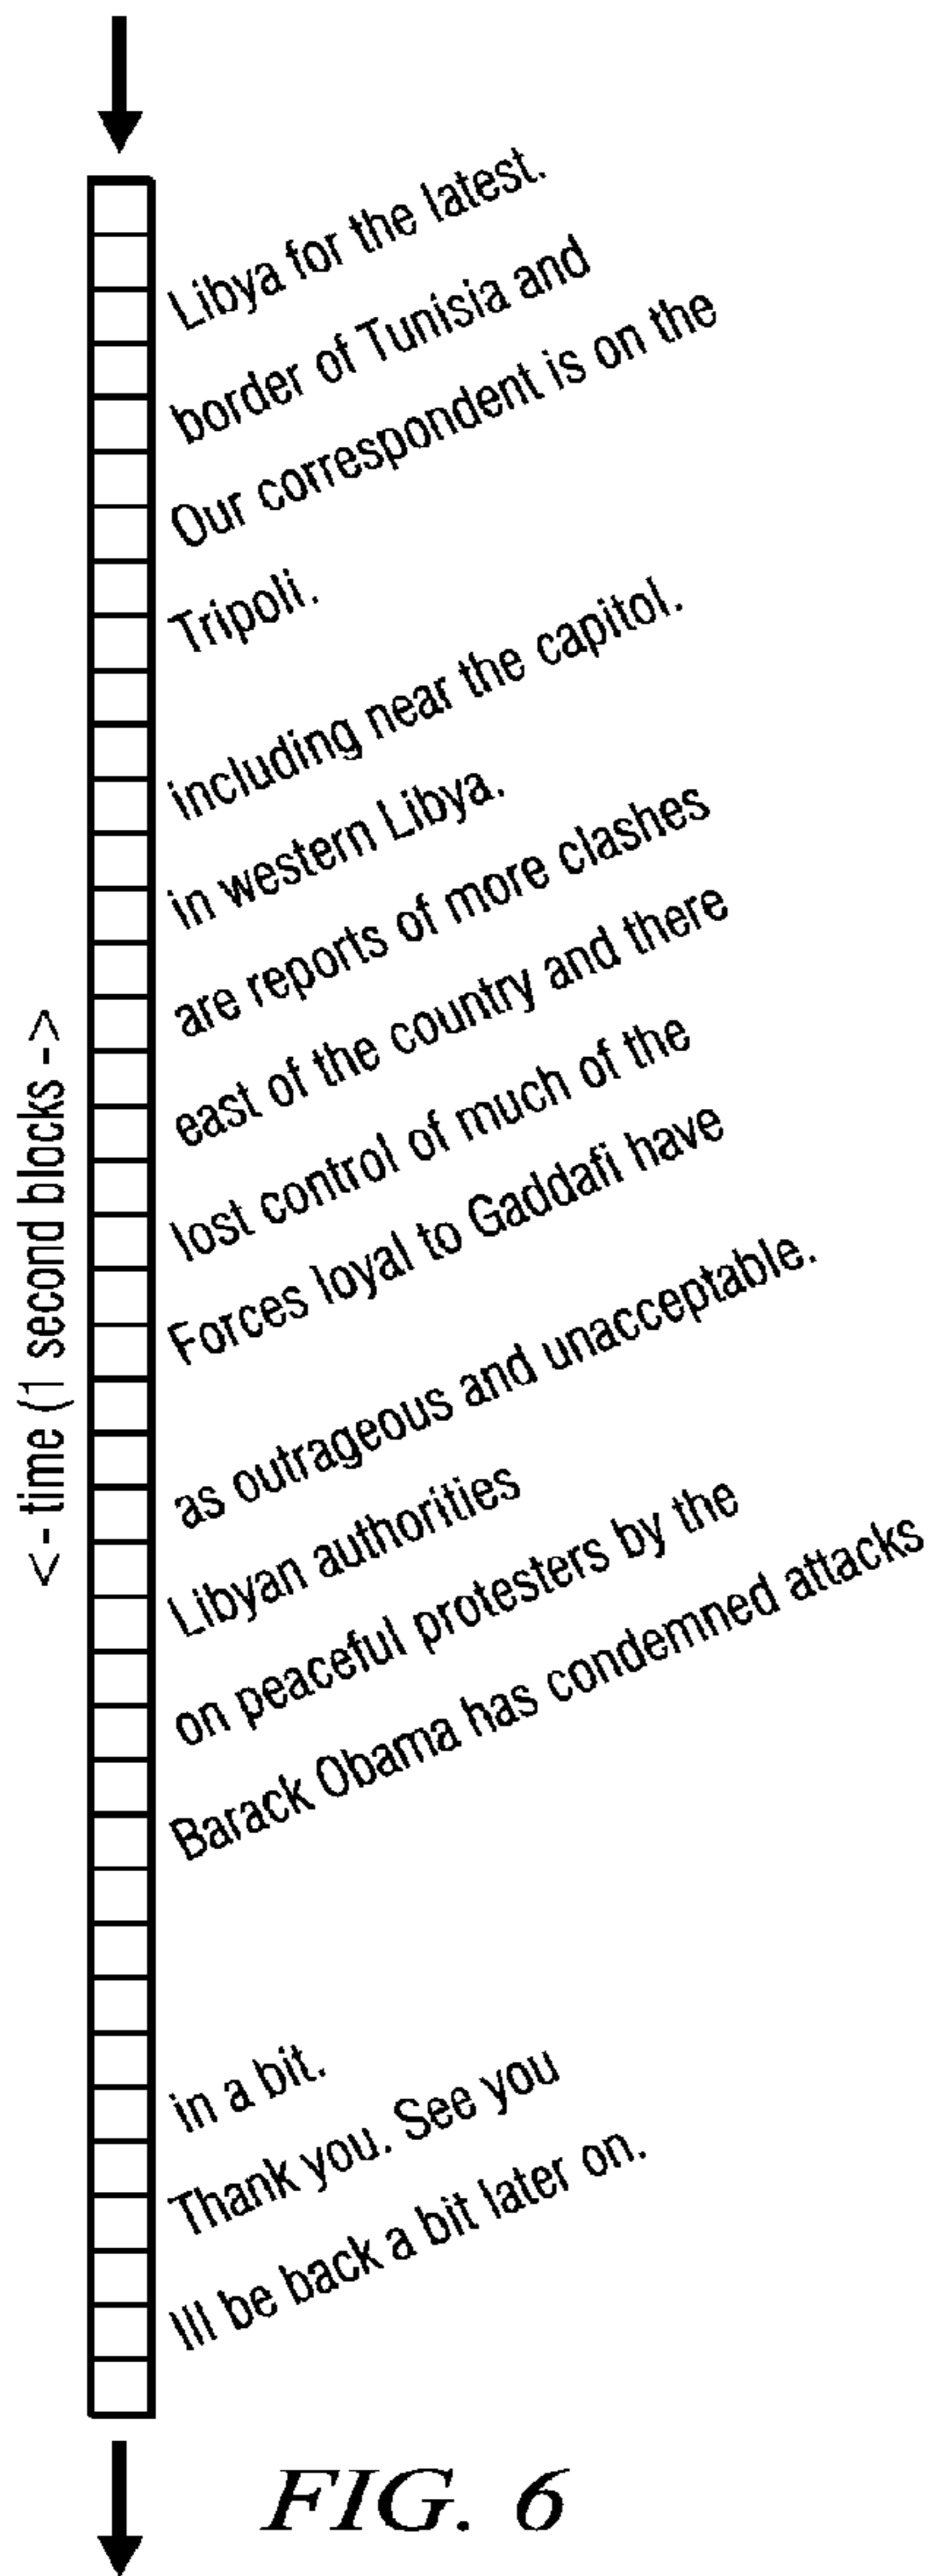 Libya for the latest.
border of Tunisia and
Our correspondent is on the
Tripoli.
including near the capitol.
in western Libya.
are reports of more clashes
east of the country and there
lost control of much of the
Forces loyal to Gaddafi have
as outrageous and unacceptable.
Libyan authorities
on peaceful protesters by the
Barack Obama has condemned attacks
in a bit.
Thank you. See you
Ill be back a bit later on.
<- time (1 second blocks ->
FIG. 6